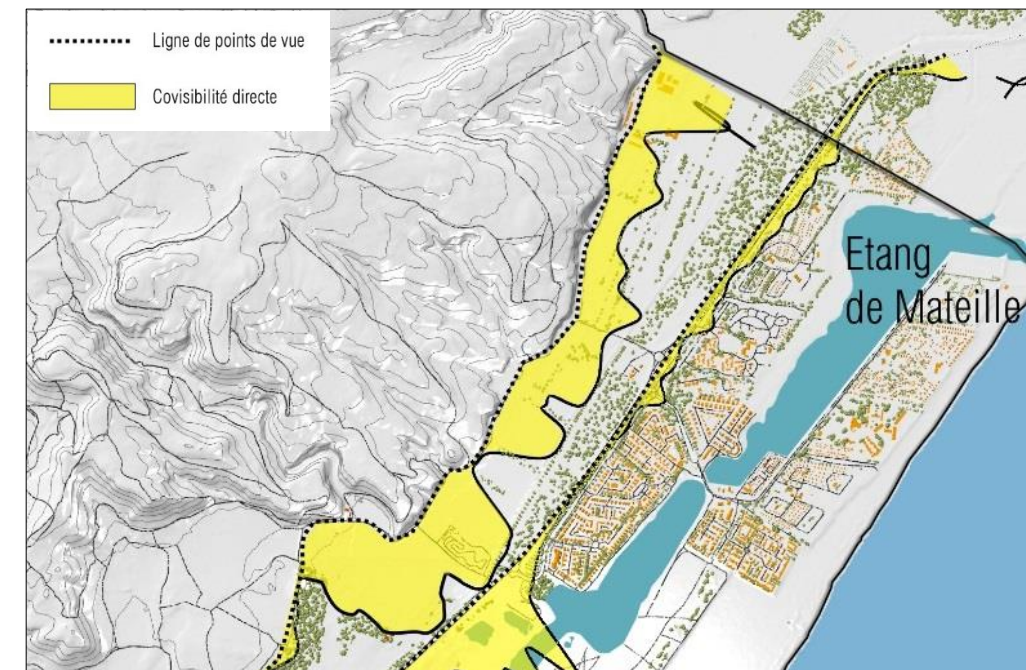 Ligne de points de vue
Covisibilité directe
Etang
de Mateille